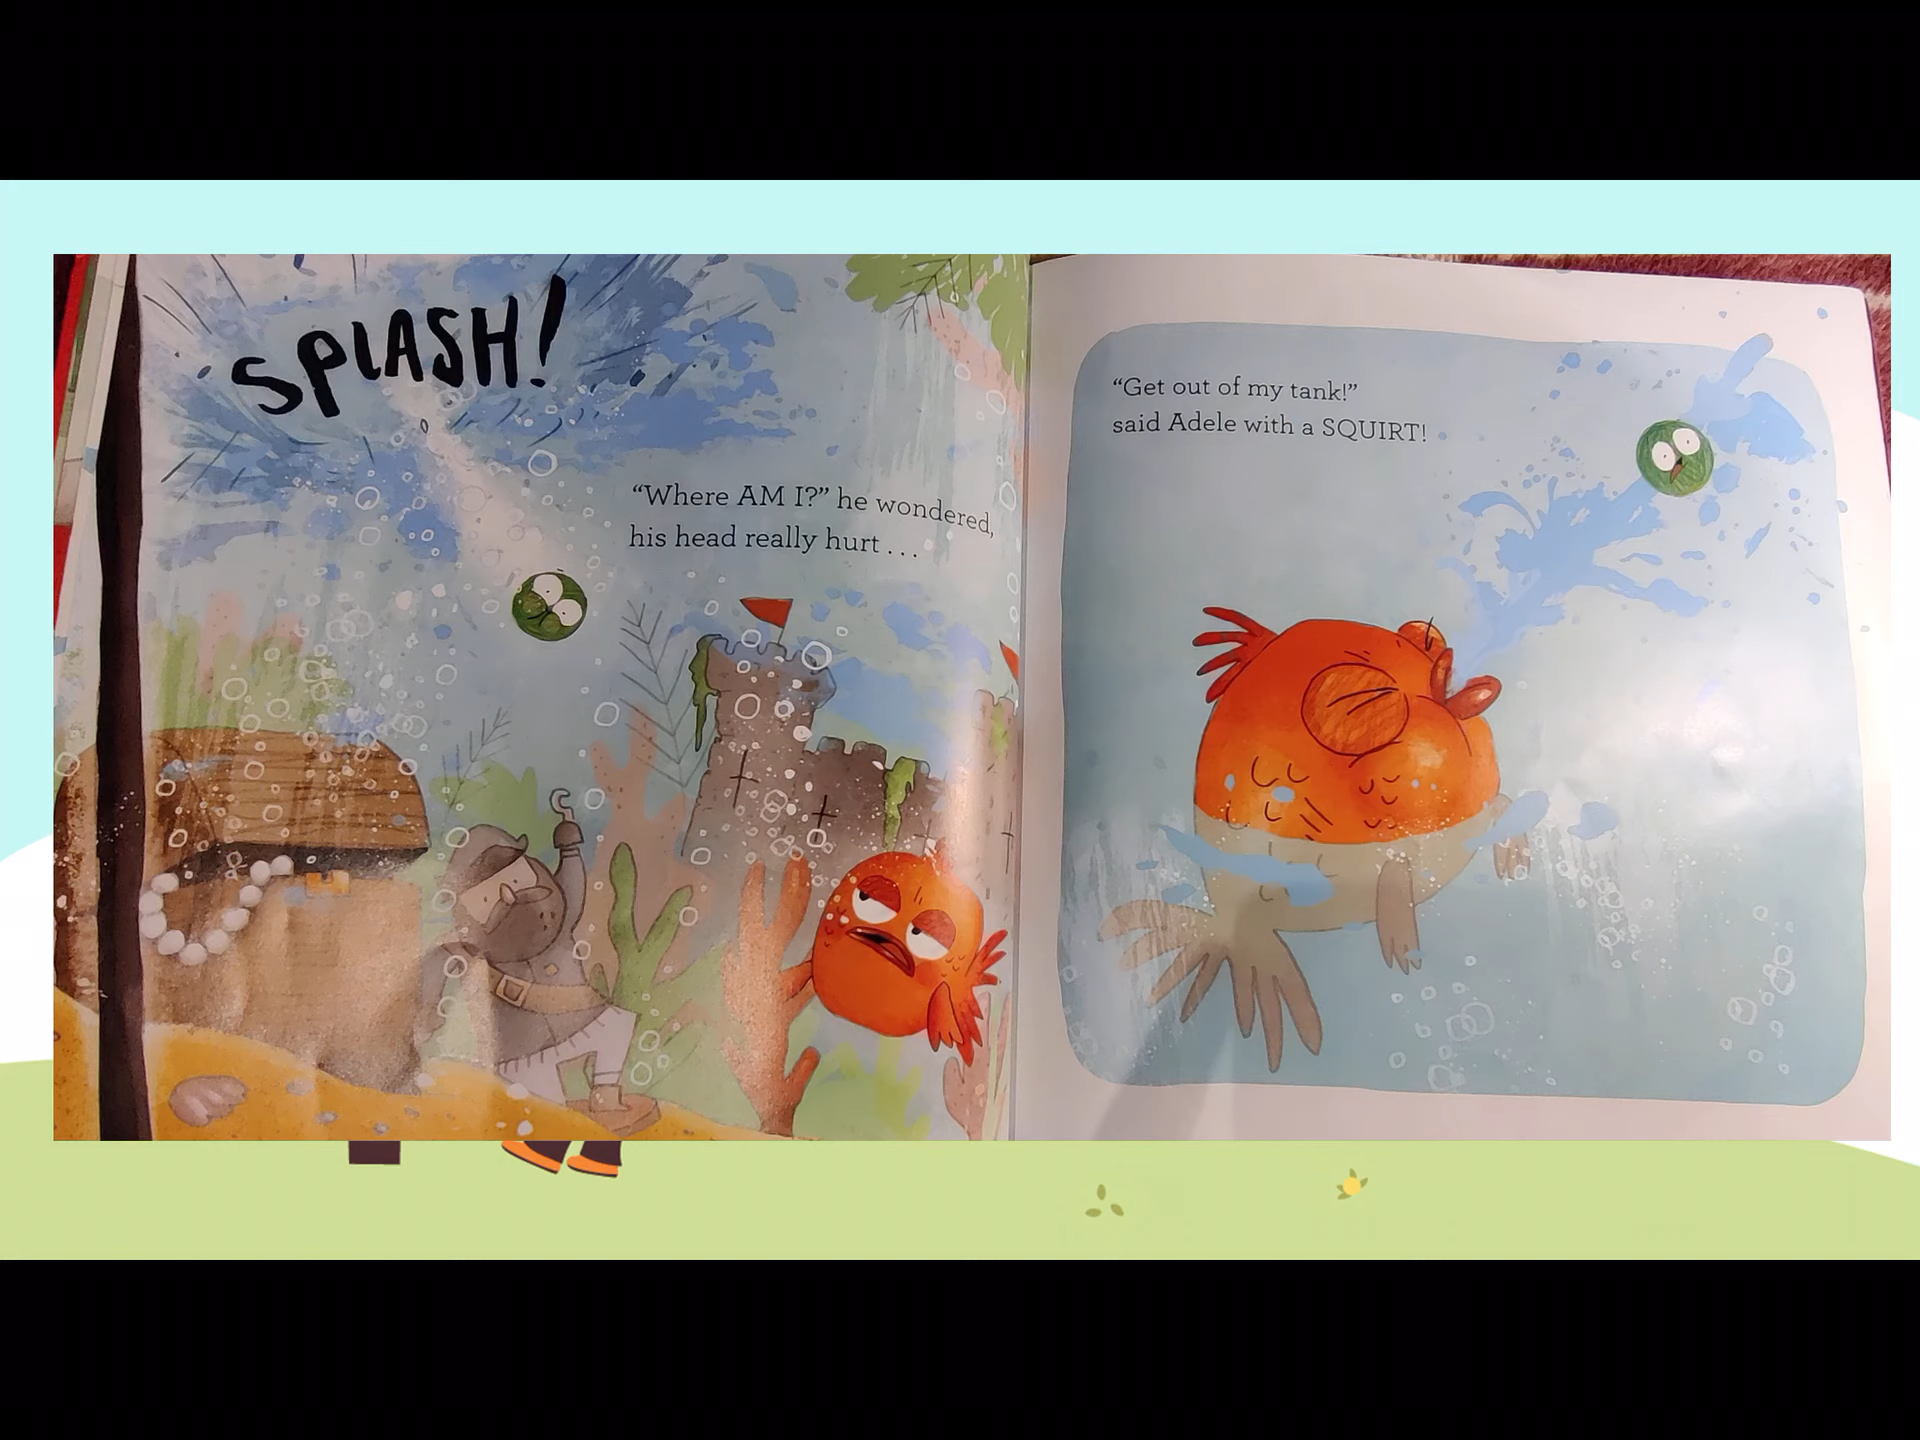 SPLASH!
“Where AM I?” he wondered,
his head really hurt . . .
“Get out of my tank!”
said Adele with a SQUIRT!